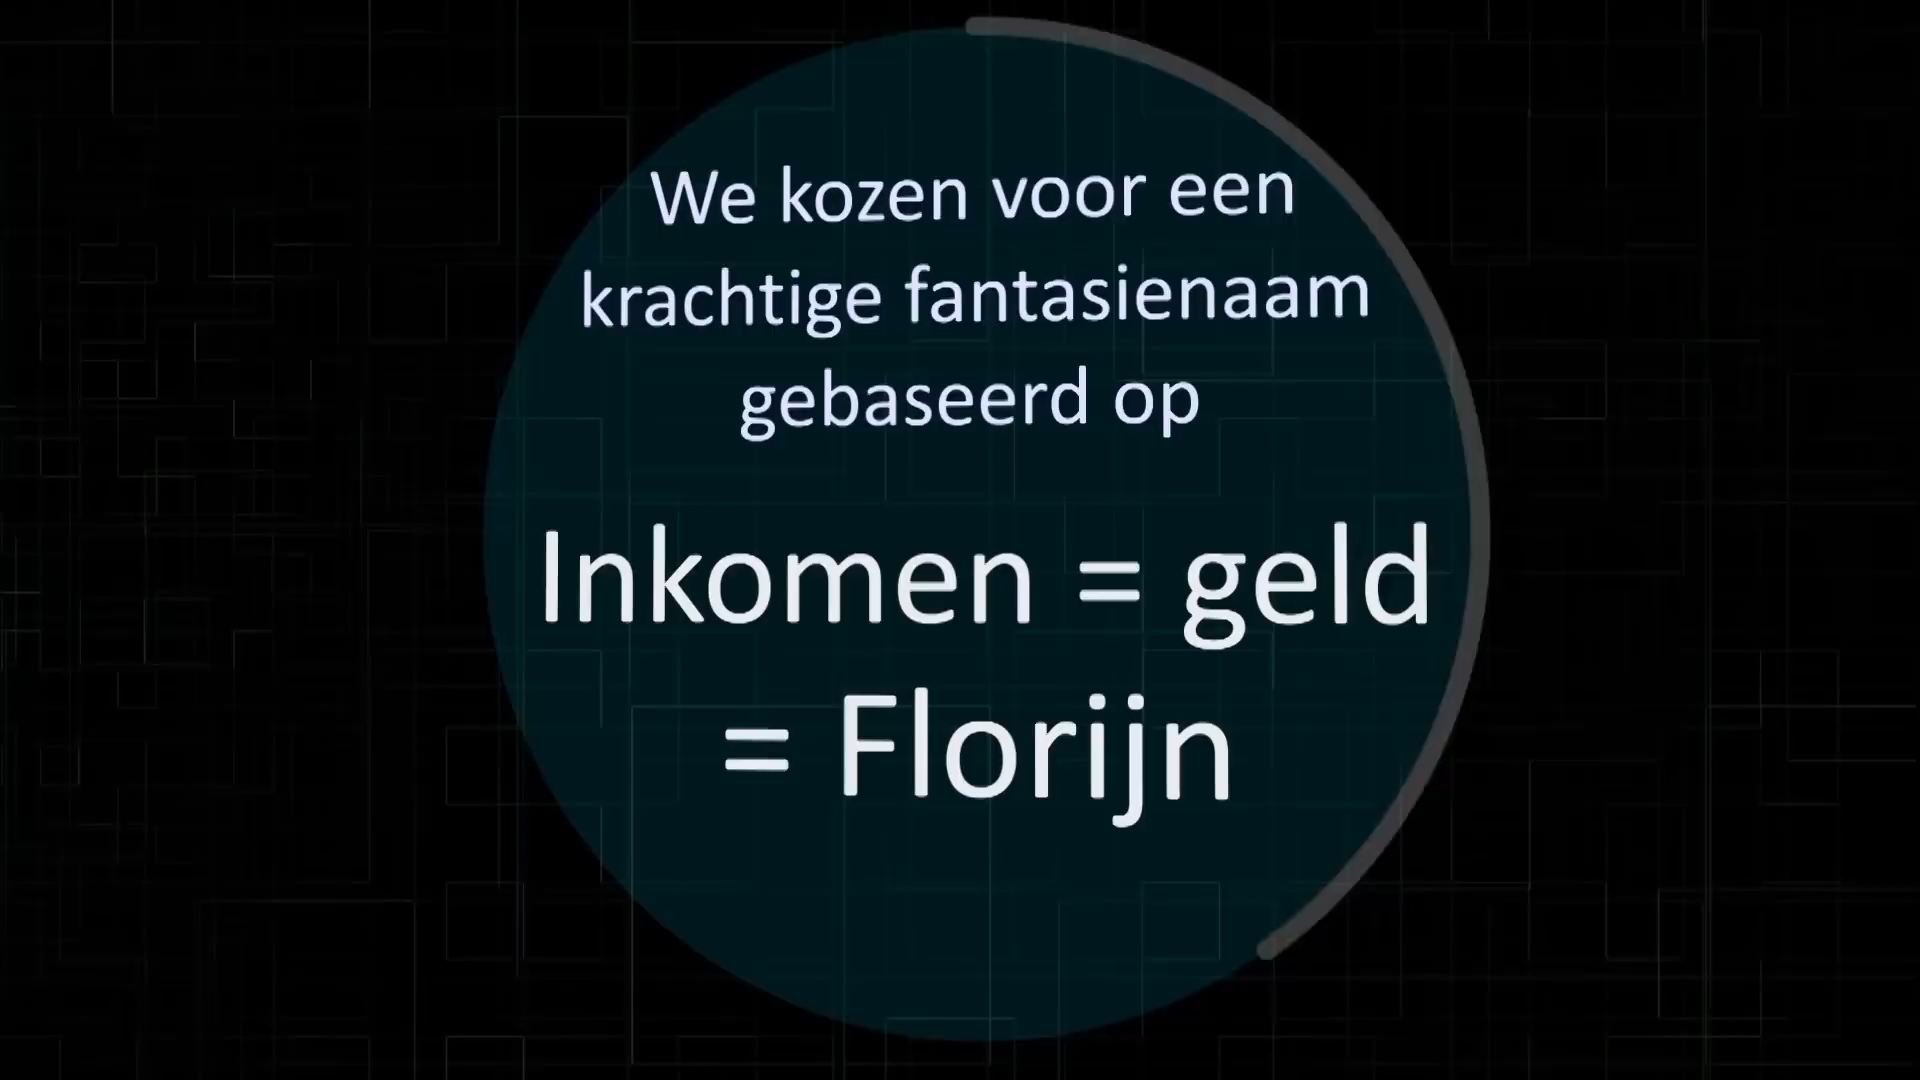 We kozen voor een
krachtige fantasienaam
gebaseerd op
Inkomen = geld
= Florijn